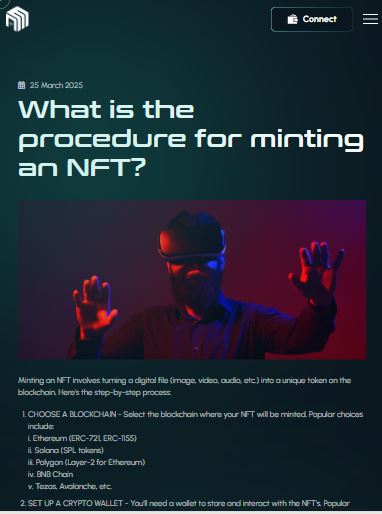 Connect
25 March 2025
What is the
procedure for minting
an NFT?
Minting an NFT involves turning a digital file (image, video, audio, etc.) into a unique token on the
blockchain. Here's the step-by-step process:
1. CHOOSE A BLOCKCHAIN - Select the blockchain where your NFT will be minted. Popular choices
include:
i. Ethereum (ERC-721, ERC-1155)
ii. Solana (SPL tokens)
iii. Polygon (Layer-2 for Ethereum)
iv. BNB Chain
v. Tezos, Avalanche, etc.
2. SET UP A CRYPTO WALLET - You'll need a wallet to store and interact with the NFT's. Popular